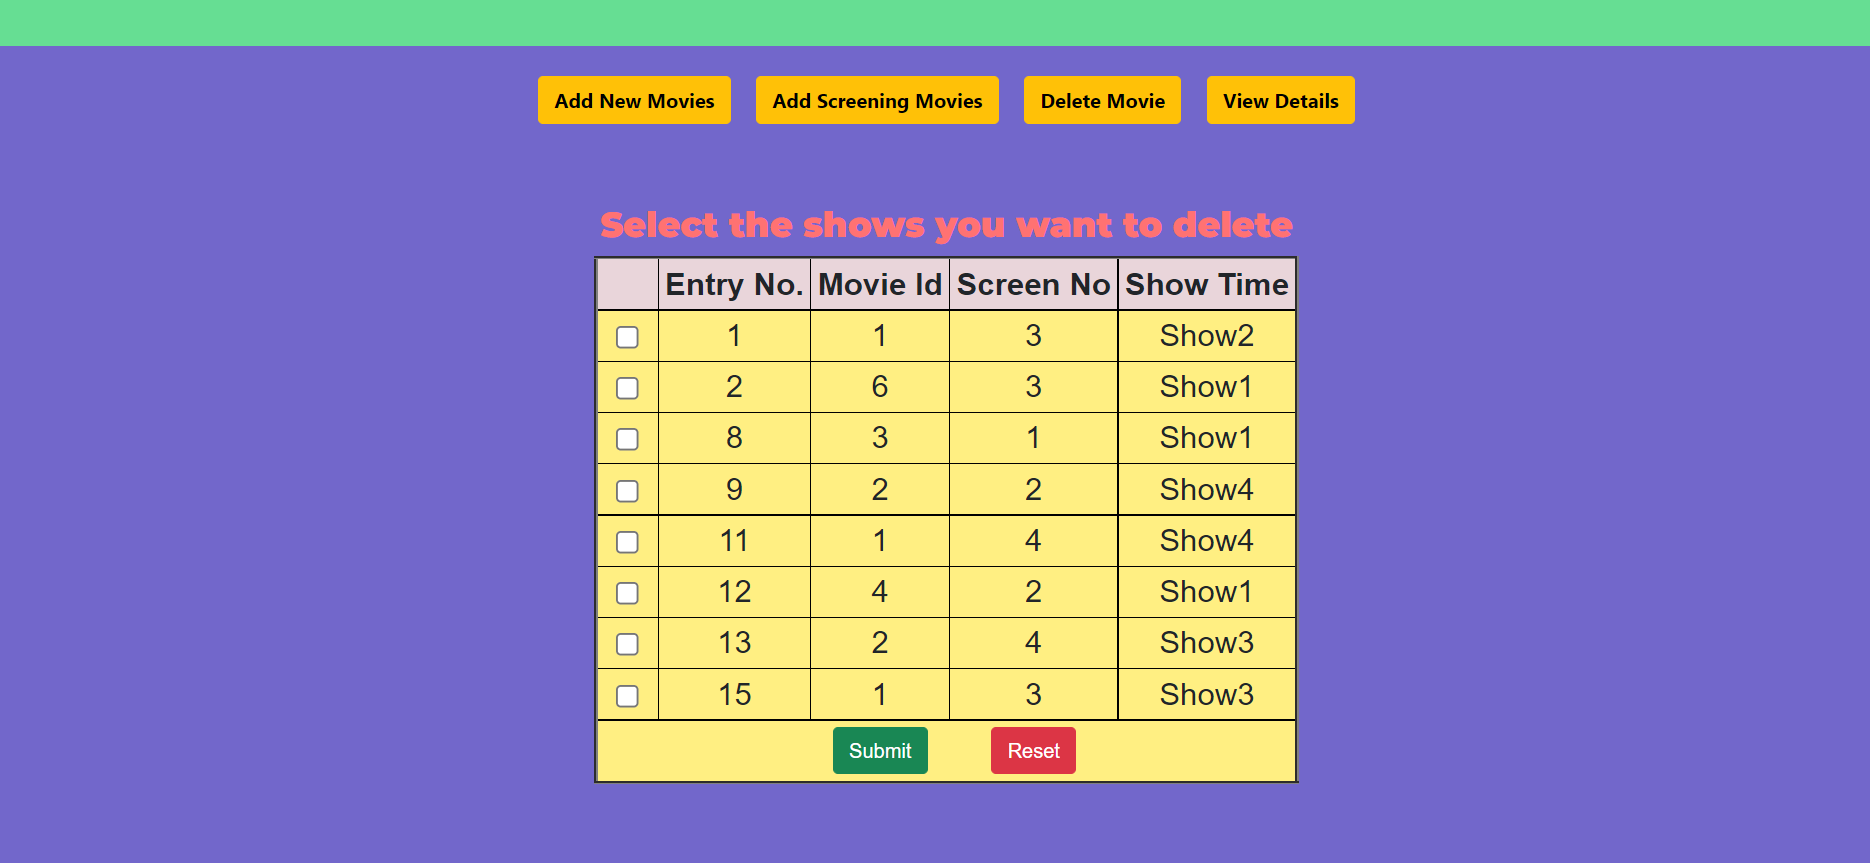 Add New Movies Add Screening Movies Delete Movie View Details
Select the shows you want to delete
Entry No. Movie Id Screen No Show Time
1 1 3 Show2
2 6 3 Show1
8 3 1 Show1
9 2 2 Show4
11 1 4 Show4
12 4 2 Show1
13 2 4 Show3
15 1 3 Show3
Submit Reset